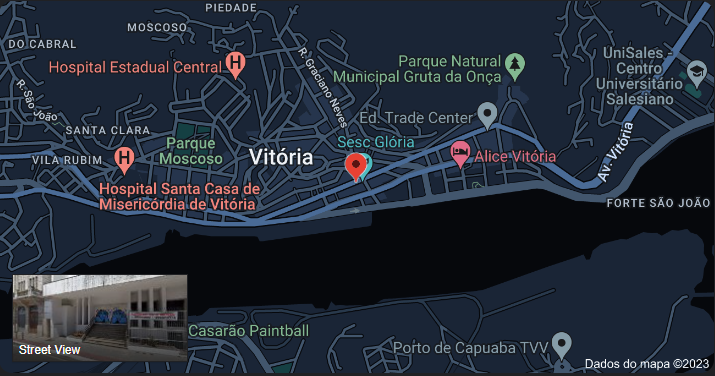 PIEDADE
MOSCOSO
DO CABRAL
Hospital Estadual Central
R. Graciano Neves
Parque Natural
Municipal Gruta da Onça
UniSales -
Centro
Universitário
Salesiano
R. São João
SANTA CLARA
Parque
Moscoso
Ed. Trade Center
Sesc Glória
VILA RUBIM
Vitória
Alice Vitória
Av. Vitória
Hospital Santa Casa de
Misericórdia de Vitória
FORTE SÃO JOÃO
Street View
Casarão Paintball
Porto de Capuaba TVV
Dados do mapa ©2023